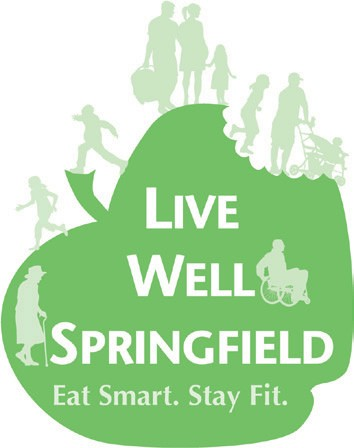 LIVE
WELL
SPRINGFIELD
Eat Smart. Stay Fit.